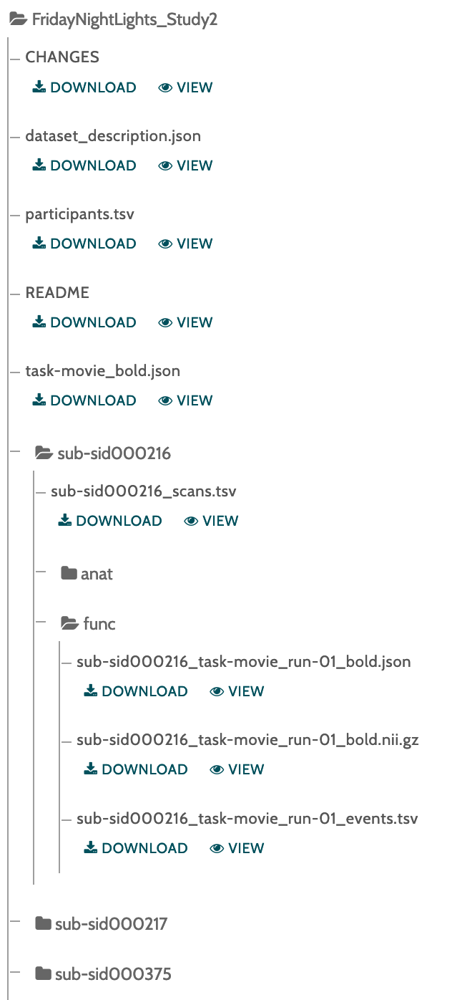 FridayNightLights_Study2
CHANGES
DOWNLOAD VIEW
dataset_description.json
DOWNLOAD VIEW
participants.tsv
DOWNLOAD VIEW
README
DOWNLOAD VIEW
task-movie_bold.json
DOWNLOAD VIEW
sub-sid000216
sub-sid000216_scans.tsv
DOWNLOAD VIEW
anat
func
sub-sid000216_task-movie_run-01_bold.json
DOWNLOAD VIEW
sub-sid000216_task-movie_run-01_bold.nii.gz
DOWNLOAD VIEW
sub-sid000216_task-movie_run-01_events.tsv
DOWNLOAD VIEW
sub-sid000217
sub-sid000375